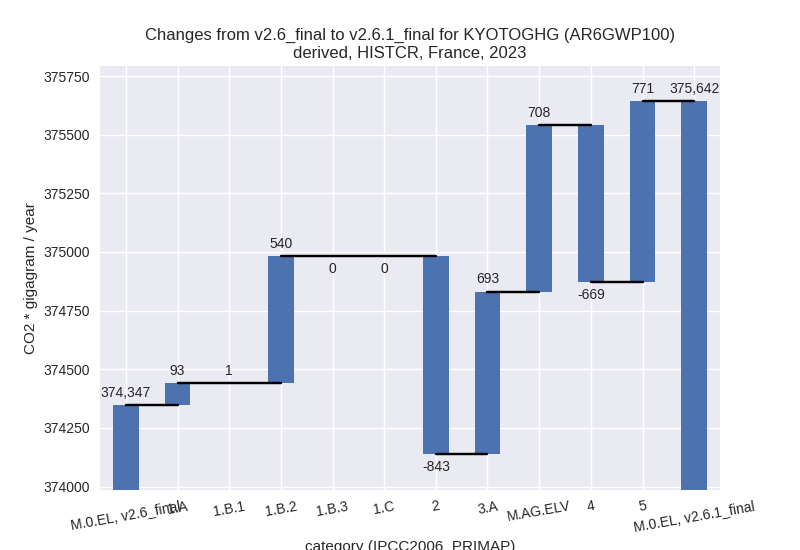 Changes from v2.6_final to v2.6.1_final for KYOTOGHG (AR6GWP100)
derived, HISTCR, France, 2023
CO2 * gigagram / year
375750
375500
375250
375000
374750
374500
374250
374000
374,347
93
1
540
0
0
-843
693
708
-669
771
375,642
M.0.EL, v2.6_final
1.A
1.B.1
1.B.2
1.B.3
1.C
2
3.A
M.AG.ELV
4
5
M.0.EL, v2.6.1_final
category (IPCC2006_PRIMAP)